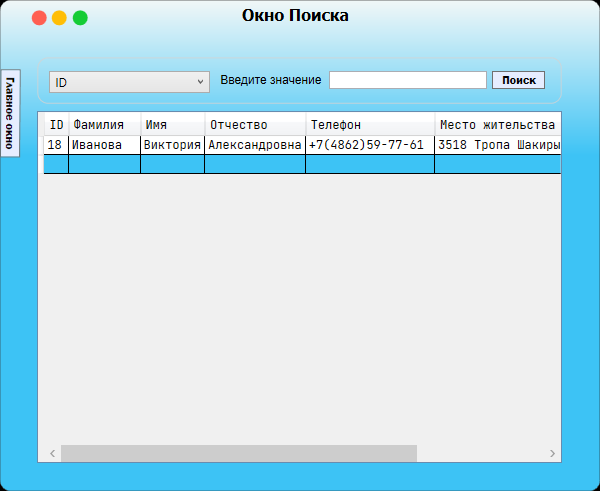 Окно Поиска
Главное окно
ID Введите значение Поиск
ID Фамилия Имя Отчество Телефон Место жительства
18 Иванова Виктория Александровна +7(4862)59-77-61 3518 Тропа Шакиры